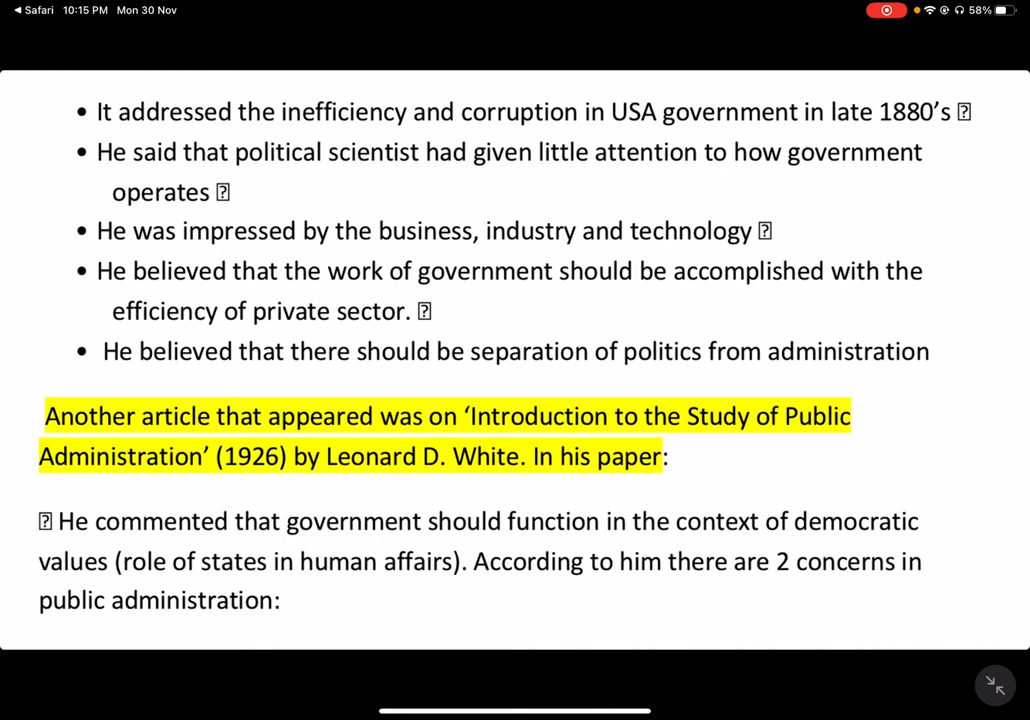 ◀ Safari 10:15 PM Mon 30 Nov 58%
• It addressed the inefficiency and corruption in USA government in late 1880’s ⍰
• He said that political scientist had given little attention to how government
operates ⍰
• He was impressed by the business, industry and technology ⍰
• He believed that the work of government should be accomplished with the
efficiency of private sector. ⍰
• He believed that there should be separation of politics from administration
Another article that appeared was on ‘Introduction to the Study of Public
Administration’ (1926) by Leonard D. White. In his paper:
⍰ He commented that government should function in the context of democratic
values (role of states in human affairs). According to him there are 2 concerns in
public administration: